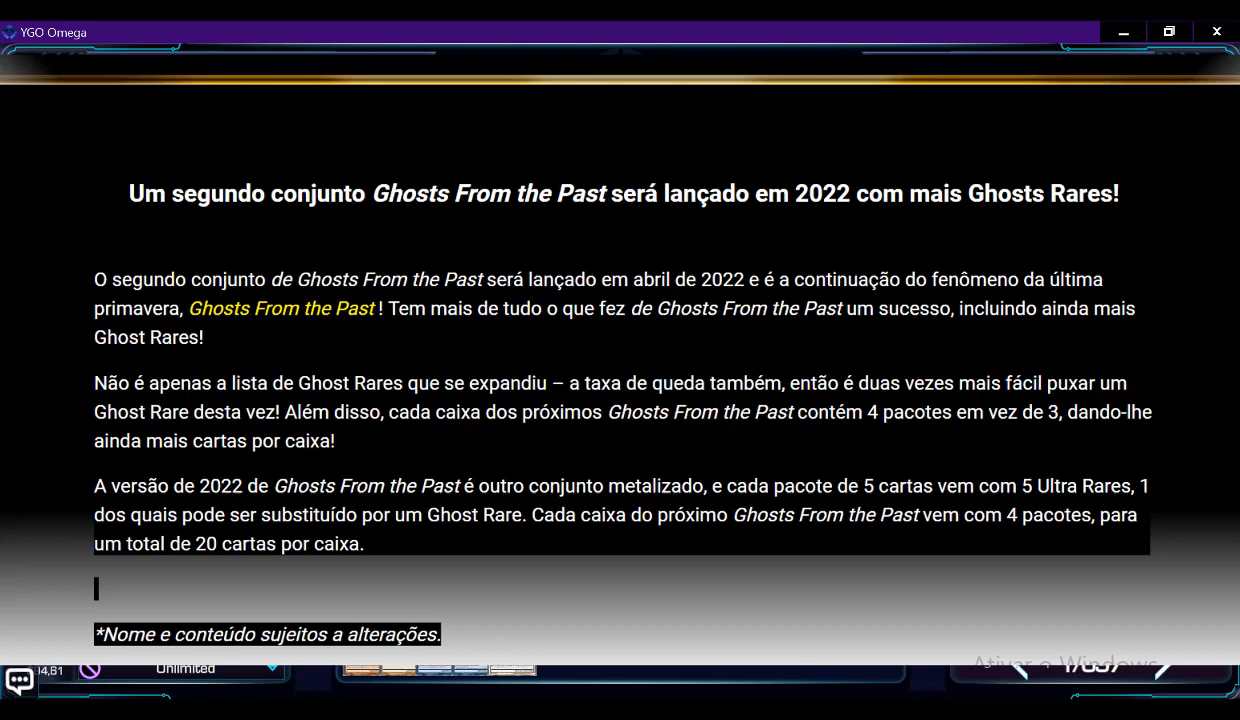 YGO Omega
Um segundo conjunto Ghosts From the Past será lançado em 2022 com mais Ghosts Rares!
O segundo conjunto de Ghosts From the Past será lançado em abril de 2022 e é a continuação do fenômeno da última
primavera, Ghosts From the Past ! Tem mais de tudo o que fez de Ghosts From the Past um sucesso, incluindo ainda mais
Ghost Rares!
Não é apenas a lista de Ghost Rares que se expandiu – a taxa de queda também, então é duas vezes mais fácil puxar um
Ghost Rare desta vez! Além disso, cada caixa dos próximos Ghosts From the Past contém 4 pacotes em vez de 3, dando-lhe
ainda mais cartas por caixa!
A versão de 2022 de Ghosts From the Past é outro conjunto metalizado, e cada pacote de 5 cartas vem com 5 Ultra Rares, 1
dos quais pode ser substituído por um Ghost Rare. Cada caixa do próximo Ghosts From the Past vem com 4 pacotes, para
um total de 20 cartas por caixa.
*Nome e conteúdo sujeitos a alterações.
Unlimited
Ativar o Windows